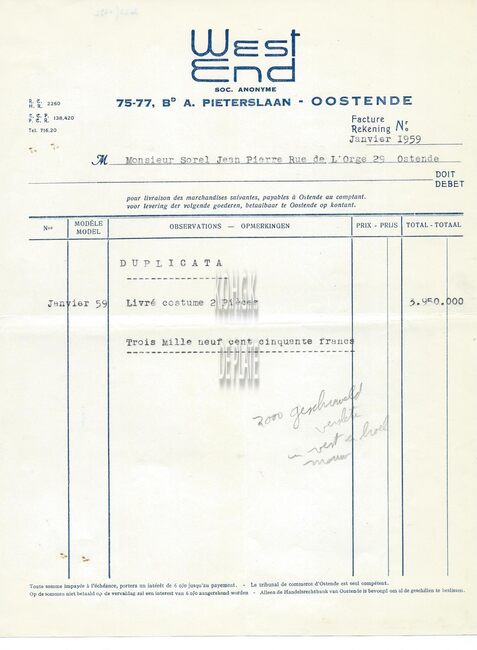 West
End
SOC. ANONYME
75-77, Bᴰ A. PIETERSLAAN - OOSTENDE
R. C.
H. R. 2260
C. C. P.
P. C. R. 138,420
Tel. 716.20
Facture
Rekening Nr
Janvier 1959
M Monsieur Sorel Jean Pierre Rue de L'Orge 29 Ostende
DOIT
DEBET
pour livraison des marchandises suivantes, payables à Ostende au comptant.
voor levering der volgende goederen, betaalbaar te Oostende op kontant.
Nos MODÈLE MODEL OBSERVATIONS — OPMERKINGEN PRIX - PRIJS TOTAL - TOTAAL
DUPLICATA
Janvier 59 Livré costume 2 Pièces 3.950.000
Trois Mille neuf cent cinquante francs
DEPLATE
2000
vest
Toute somme impayée à l'échéance, portera un intérêt de 6 o/o jusqu'au payement. - Le tribunal de commerce d'Ostende est seul compétent.
Op de sommen niet betaald op de vervaldag zal een interest van 6 o/o aangerekend worden - Alleen de Handelsrechtbank van Oostende is bevoegd om al de geschillen te beslissen.